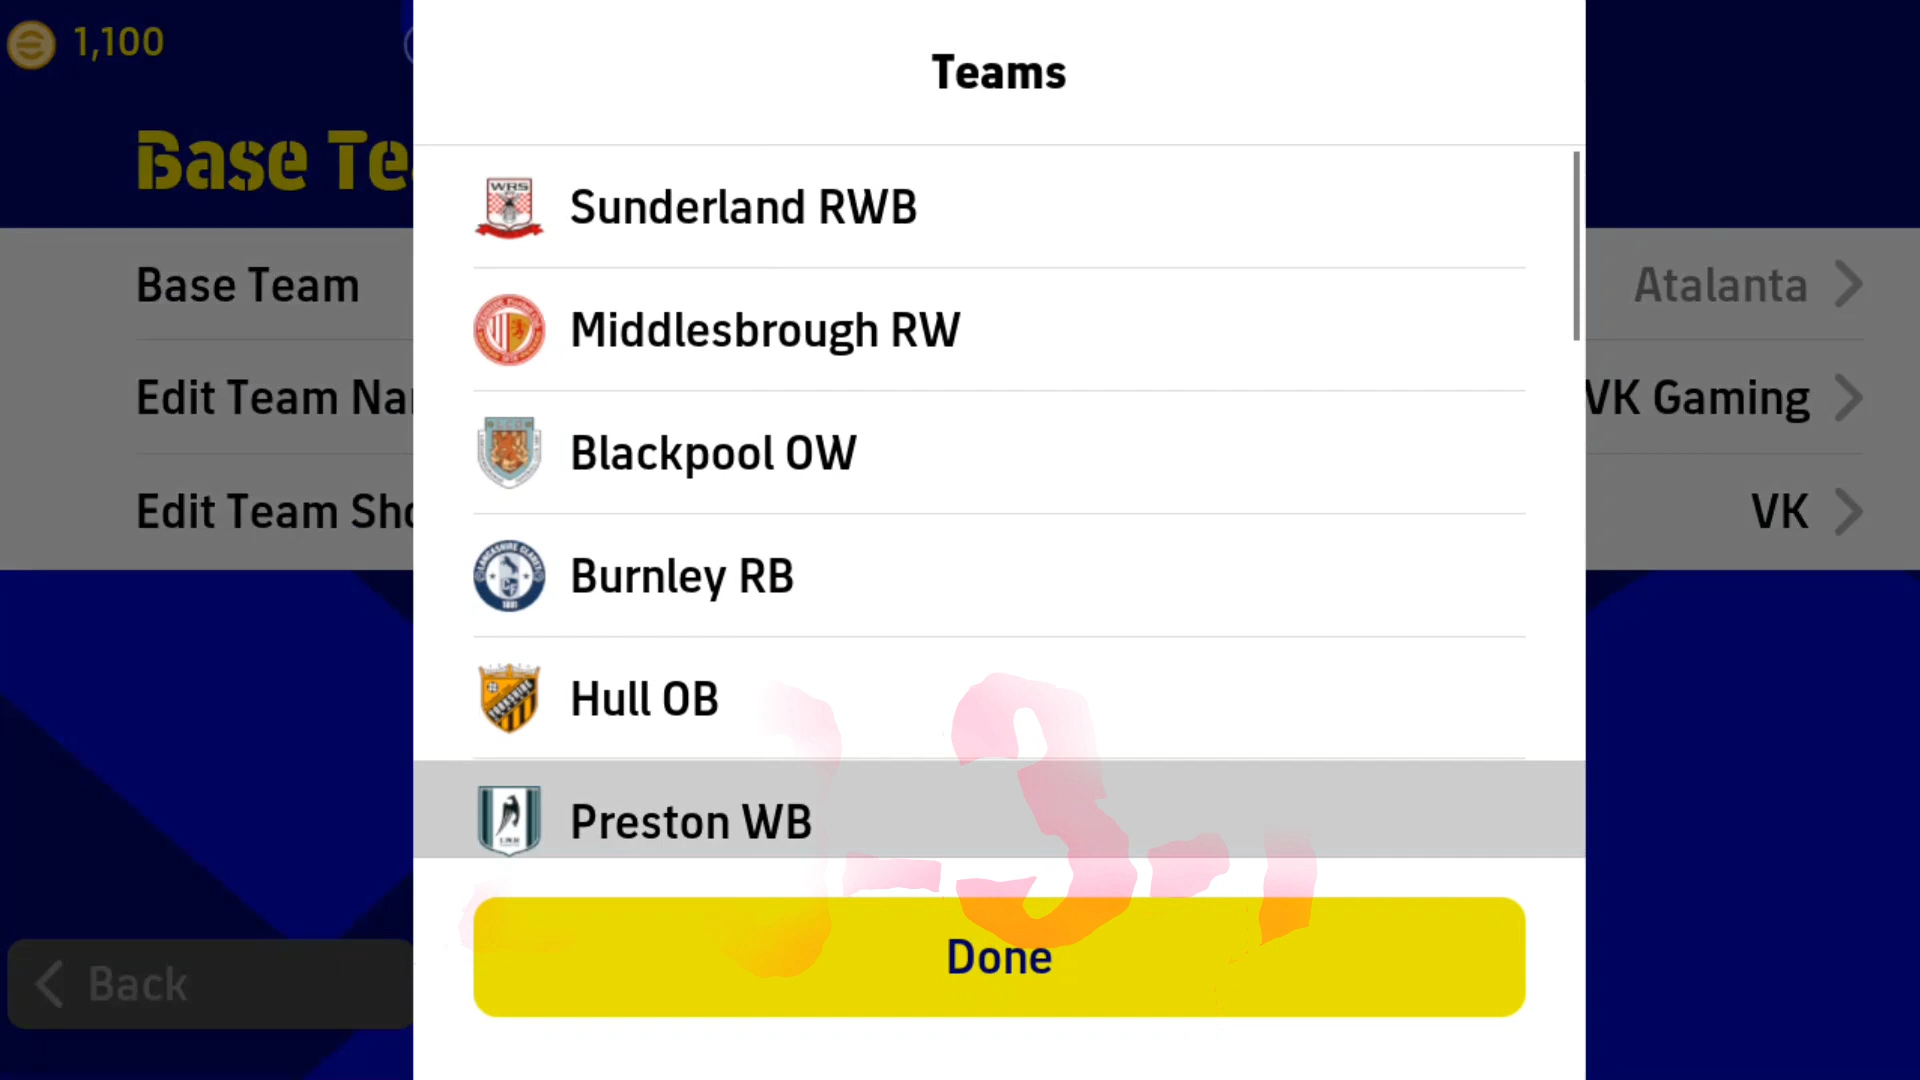 1,100
Teams
Base Te
Sunderland RWB
Base Team
Atalanta
Middlesbrough RW
Edit Team Na
VK Gaming
Blackpool OW
Edit Team Sho
VK
Burnley RB
Hull OB
Preston WB
Done
Back